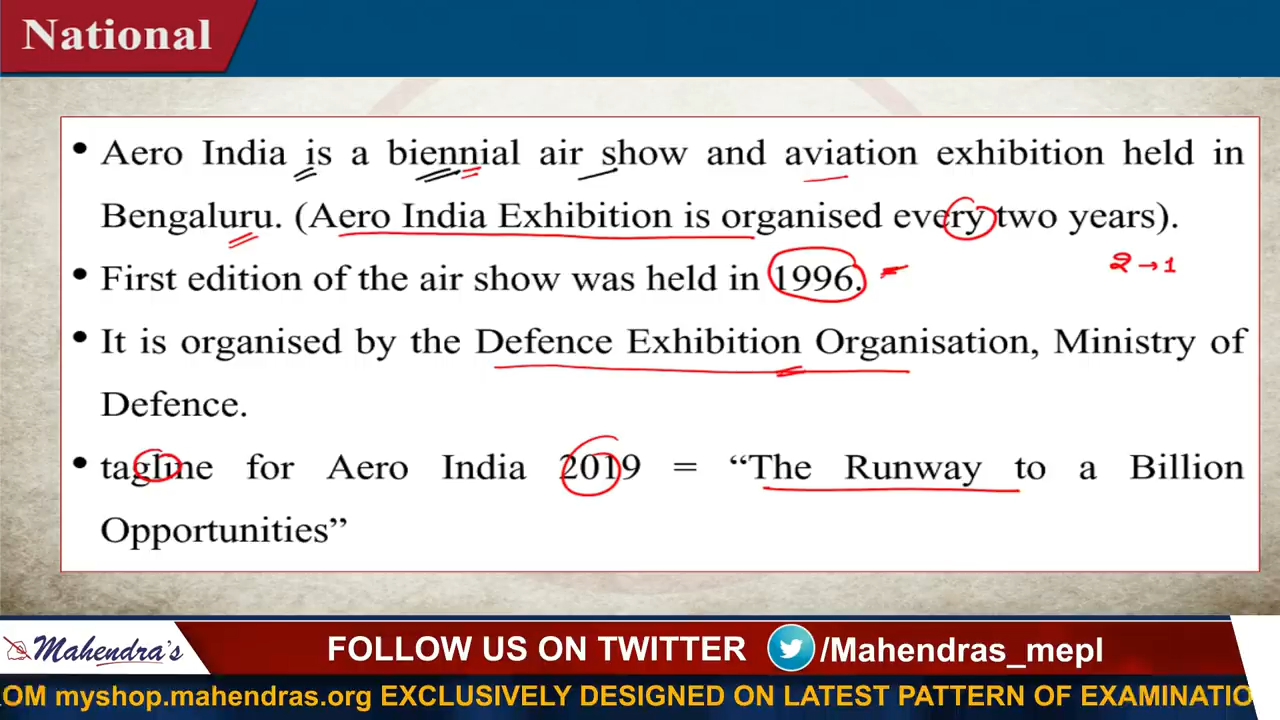 National
• Aero India is a biennial air show and aviation exhibition held in
Bengaluru. (Aero India Exhibition is organised every two years).
2 → 1
• First edition of the air show was held in 1996.
• It is organised by the Defence Exhibition Organisation, Ministry of
Defence.
• tagline for Aero India 2019 = “The Runway to a Billion
Opportunities”
Mahendra's
FOLLOW US ON TWITTER /Mahendras_mepl
OM myshop.mahendras.org EXCLUSIVELY DESIGNED ON LATEST PATTERN OF EXAMINATIO